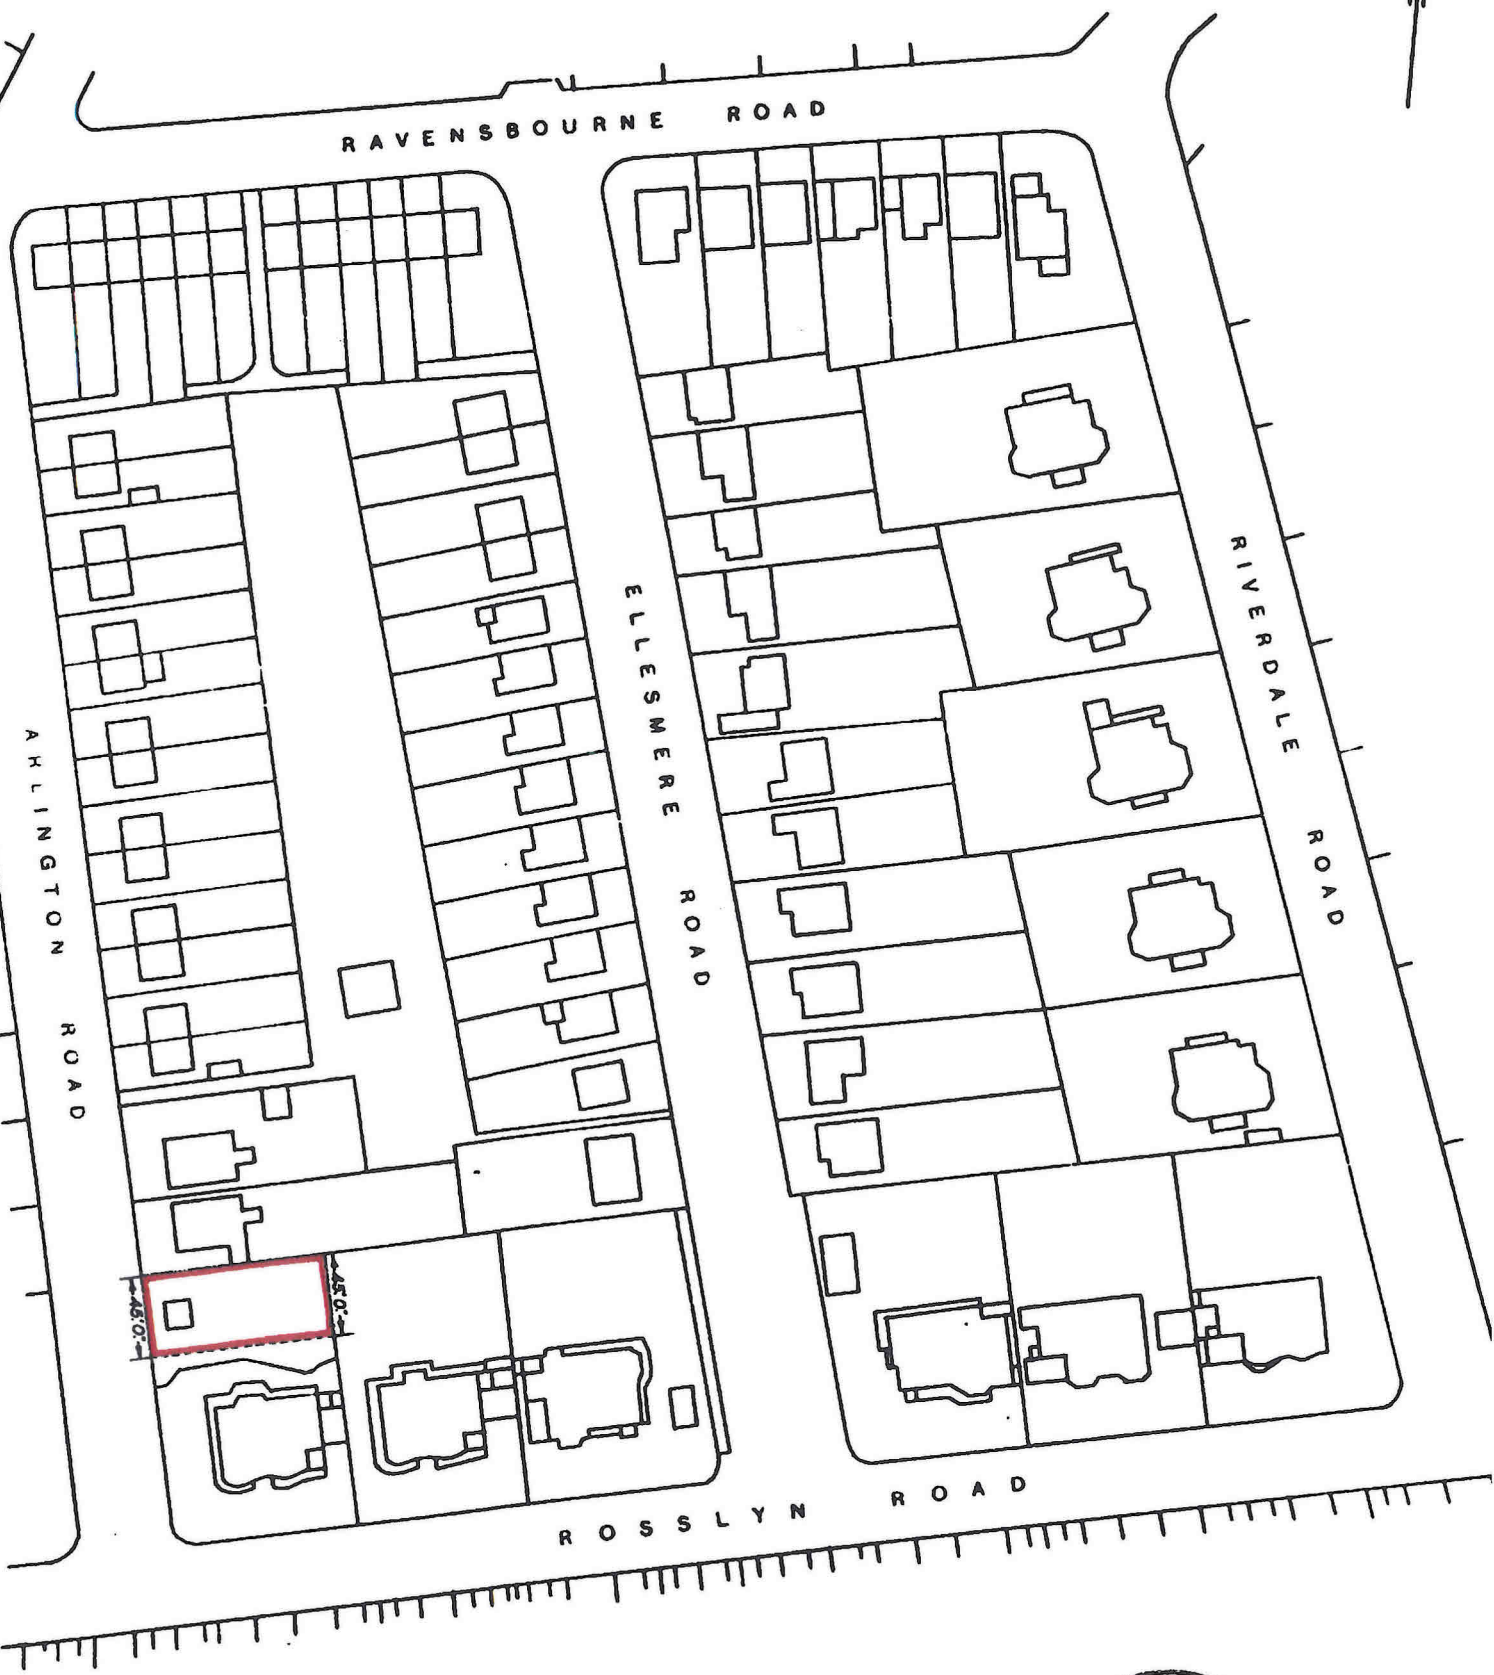 RAVENSBOURNE ROAD
ELLESMERE ROAD
RIVERDALE ROAD
ARLINGTON ROAD
45'.0"
45'.0"
ROSSLYN ROAD